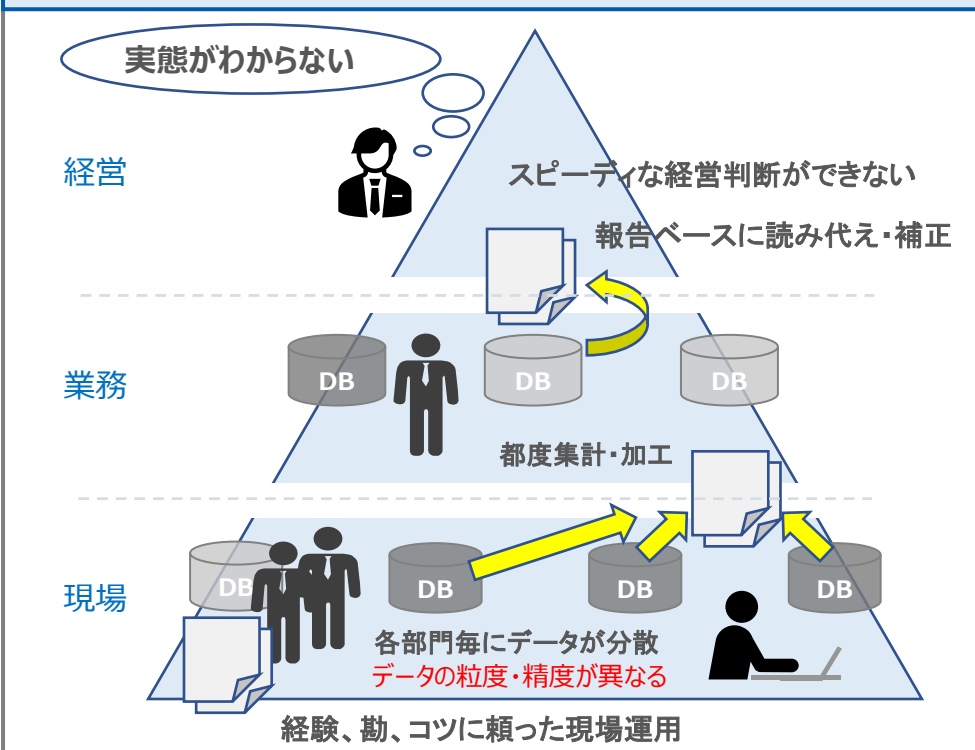 実態がわからない
経営
スピーディな経営判断ができない
報告ベースに読み代え・補正
DB
DB
DB
業務
都度集計・加工
DB
DB
DB
DB
現場
各部門毎にデータが分散
データの粒度・精度が異なる
経験、勘、コツに頼った現場運用